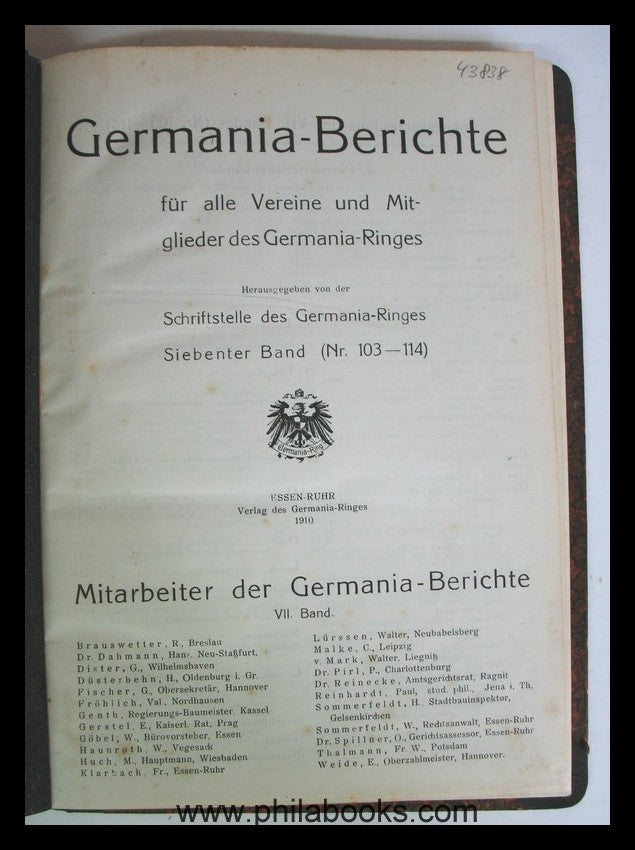 43838
Germania-Berichte
für alle Vereine und Mit-
glieder des Germania-Ringes
Herausgegeben von der
Schriftstelle des Germania-Ringes
Siebenter Band (Nr. 103—114)
Germania-Ring
ESSEN-RUHR
Verlag des Germania-Ringes
1910
Mitarbeiter der Germania-Berichte
VII. Band.
Brauswetter, R., Breslau
Dr. Dahmann, Hans. Neu-Staßfurt.
Dister, G., Wilhelmshaven
Düsterbehn, H., Oldenburg i. Gr.
Fischer, G., Obersekretär, Hannover
Fröhlich, Val, Nordhausen
Genth, Regierungs-Baumeister. Kassel
Gerstel, E., Kaiserl. Rat, Prag
Göbel, W., Bürovorsteher, Essen
Haunroth, W., Vegesack
Huch, M., Hauptmann, Wiesbaden
Klarbach, Fr., Essen-Ruhr
Lürssen, Walter, Neubabelsberg
Malke, C., Leipzig
v. Mark, Walter, Liegniß
Dr. Pirl, P., Charlottenburg
Dr. Reinecke, Amtsgerichtsrat, Ragnit
Reinhardt, Paul, stud. phil., Jena i. Th.
Sommerfeldt, H. Stadtbauinspektor,
Gelsenkirchen
Sommerfeldt, W., Rechtsanwalt, Essen-Ruhr
Dr. Spillner, O., Gerichtsassessor, Essen-Ruhr
Thalmann, Fr. W., Potsdam
Weide, E., Oberzahlmeister, Hannover.
www.philabooks.com